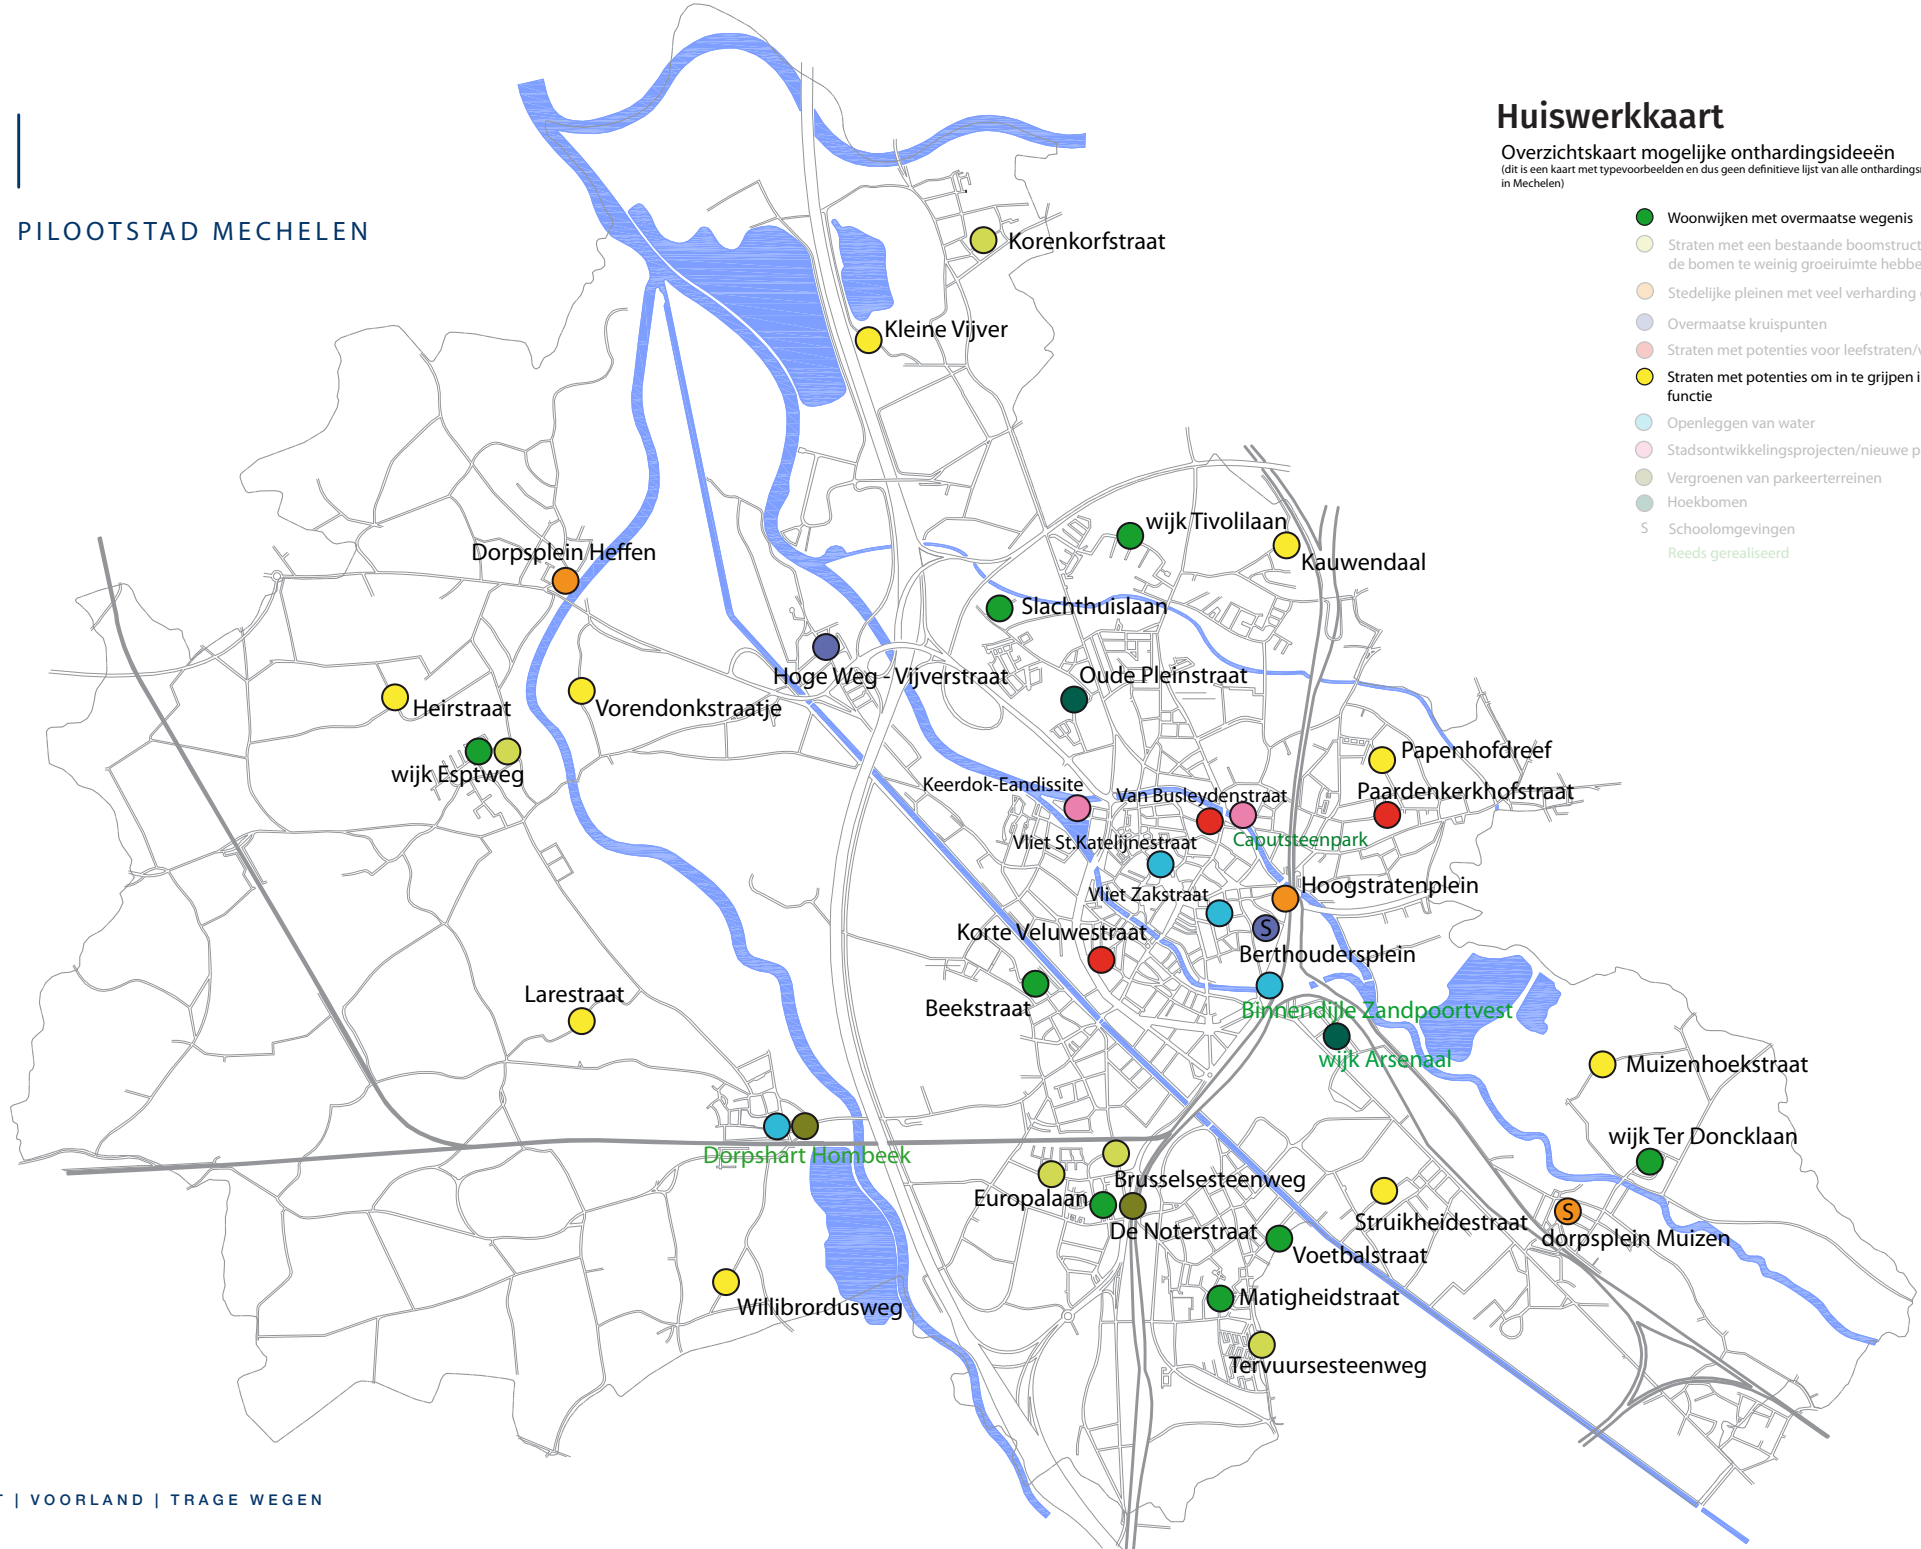 PILOOTSTAD MECHELEN
Huiswerkkaart
Overzichtskaart mogelijke onthardingsideeën
(dit is een kaart met typevoorbeelden en dus geen definitieve lijst van alle
in Mechelen)
Woonwijken met overmaatse wegenis
Straten met een bestaande
de bomen te weinig groeiruimte
Stedelijke pleinen met veel verharding
Overmaatse kruispunten
Straten met potenties voor
Straten met potenties om in te grijpen
functie
Openleggen van water
Stadsontwikkelingsprojecten/nieuwe
Vergroenen van parkeerterreinen
Hoekbomen
S Schoolomgevingen
Reeds gerealiseerd
Korenkorfstraat
Kleine Vijver
wijk Tivolilaan
Kauwendaal
Dorpsplein Heffen
Slachthuislaan
Hoge Weg - Vijverstraat
Oude Pleinstraat
Heirstraat
Vorendonkstraatje
wijk Esptweg
Papenhofdreef
Keerdok-Eandissite
Van Busleydenstraat
Paardenkerkhofstraat
Vliet St.Katelijnestraat
Caputsteenpark
Vliet Zakstraat
Hoogstratenplein
S
Korte Veluwestraat
Berthoudersplein
Larestraat
Beekstraat
Binnendijle Zandpoortvest
wijk Arsenaal
Muizenhoekstraat
wijk Ter Doncklaan
Dorpshart Hombeek
Brusselsesteenweg
Europalaan
De Noterstraat
Struikheidestraat
S
dorpsplein Muizen
Voetbalstraat
Willibrordusweg
Matigheidstraat
Tervuursesteenweg
| VOORLAND | TRAGE WEGEN